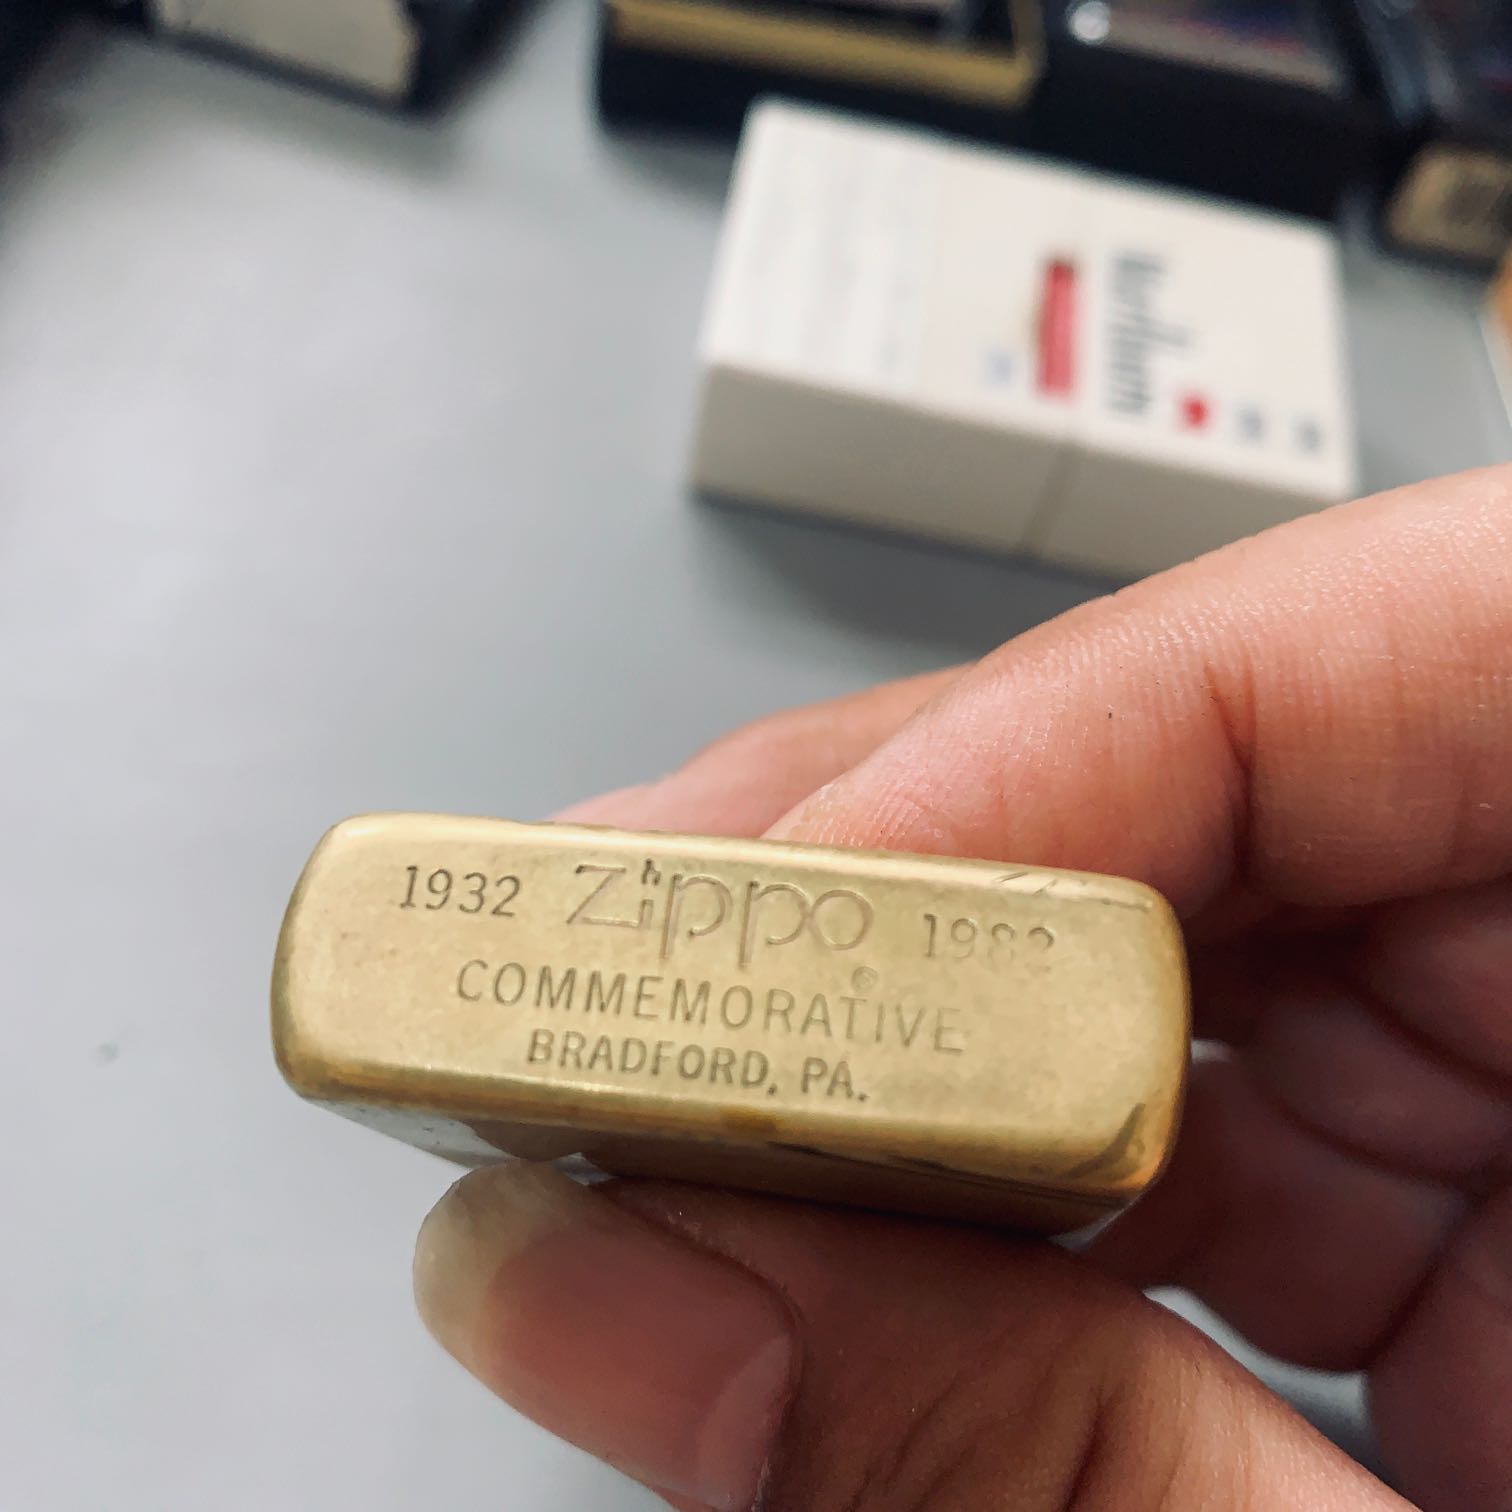 1932 Zippo 1982
®
COMMEMORATIVE
BRADFORD, PA.